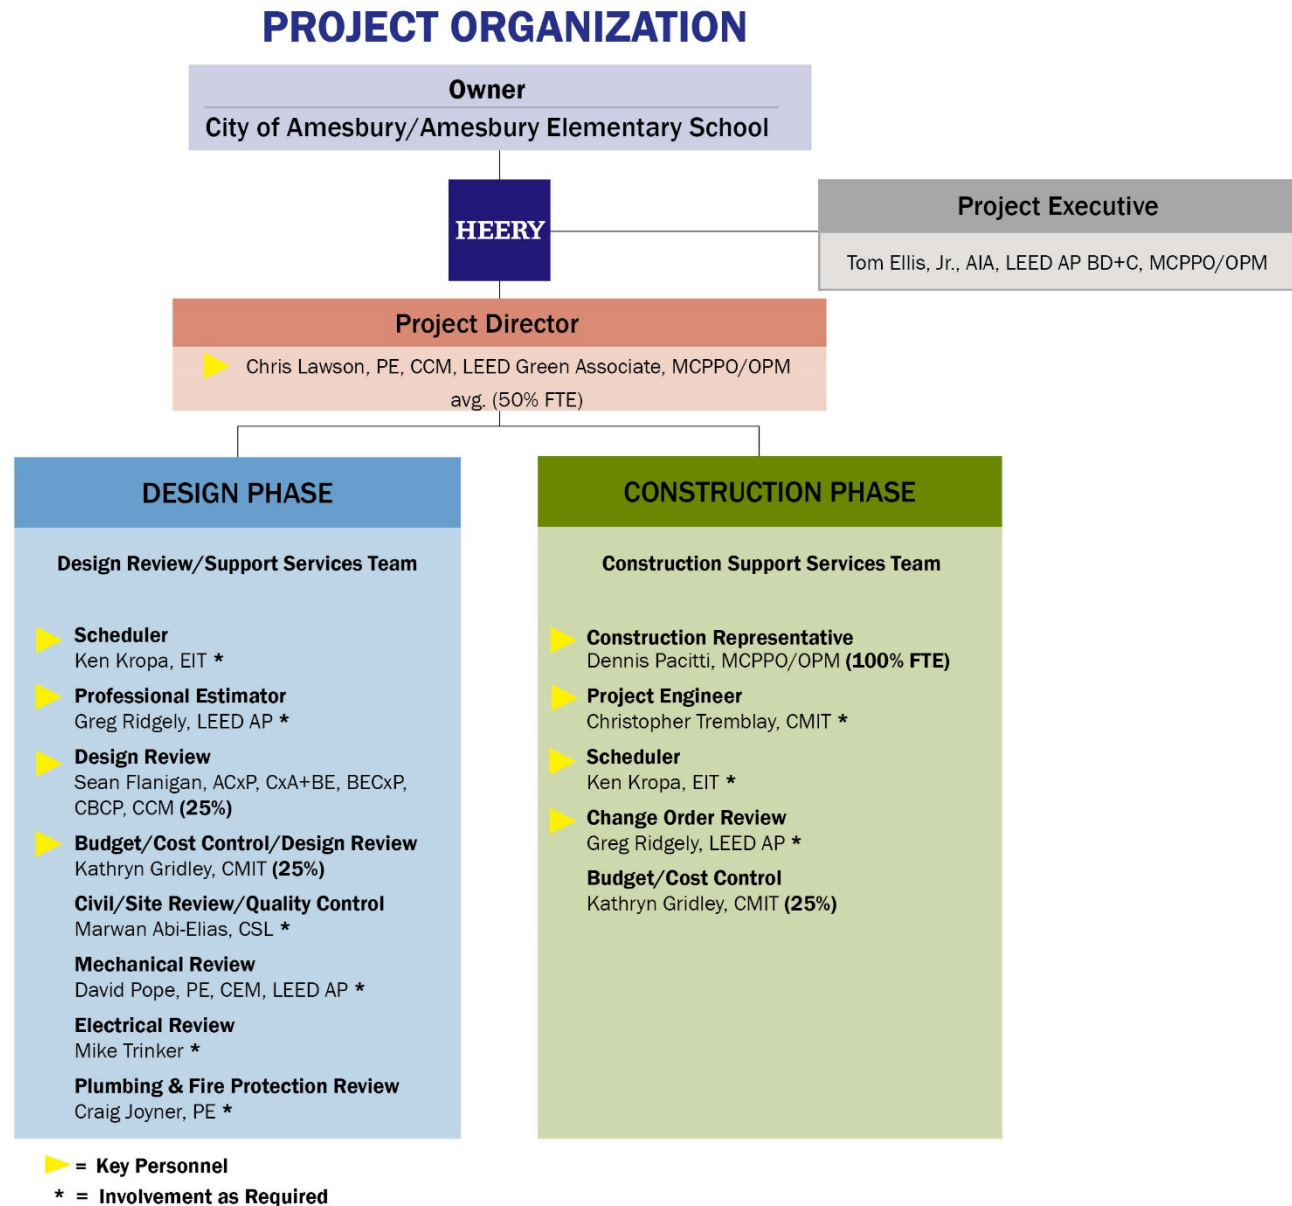 PROJECT ORGANIZATION
Owner
City of Amesbury/Amesbury Elementary School
HEERY
Project Executive
Tom Ellis, Jr., AIA, LEED AP BD+C, MCPPO/OPM
Project Director
Chris Lawson, PE, CCM, LEED Green Associate, MCPPO/OPM
avg. (50% FTE)
DESIGN PHASE
Design Review/Support Services Team
Scheduler
Ken Kropa, EIT *
Professional Estimator
Greg Ridgely, LEED AP *
Design Review
Sean Flanigan, ACxP, CxA+BE, BECxP,
CBCP, CCM (25%)
Budget/Cost Control/Design Review
Kathryn Gridley, CMIT (25%)
Civil/Site Review/Quality Control
Marwan Abi-Elias, CSL *
Mechanical Review
David Pope, PE, CEM, LEED AP *
Electrical Review
Mike Trinker *
Plumbing & Fire Protection Review
Craig Joyner, PE *
CONSTRUCTION PHASE
Construction Support Services Team
Construction Representative
Dennis Pacitti, MCPPO/OPM (100% FTE)
Project Engineer
Christopher Tremblay, CMIT *
Scheduler
Ken Kropa, EIT *
Change Order Review
Greg Ridgely, LEED AP *
Budget/Cost Control
Kathryn Gridley, CMIT (25%)
= Key Personnel
* = Involvement as Required